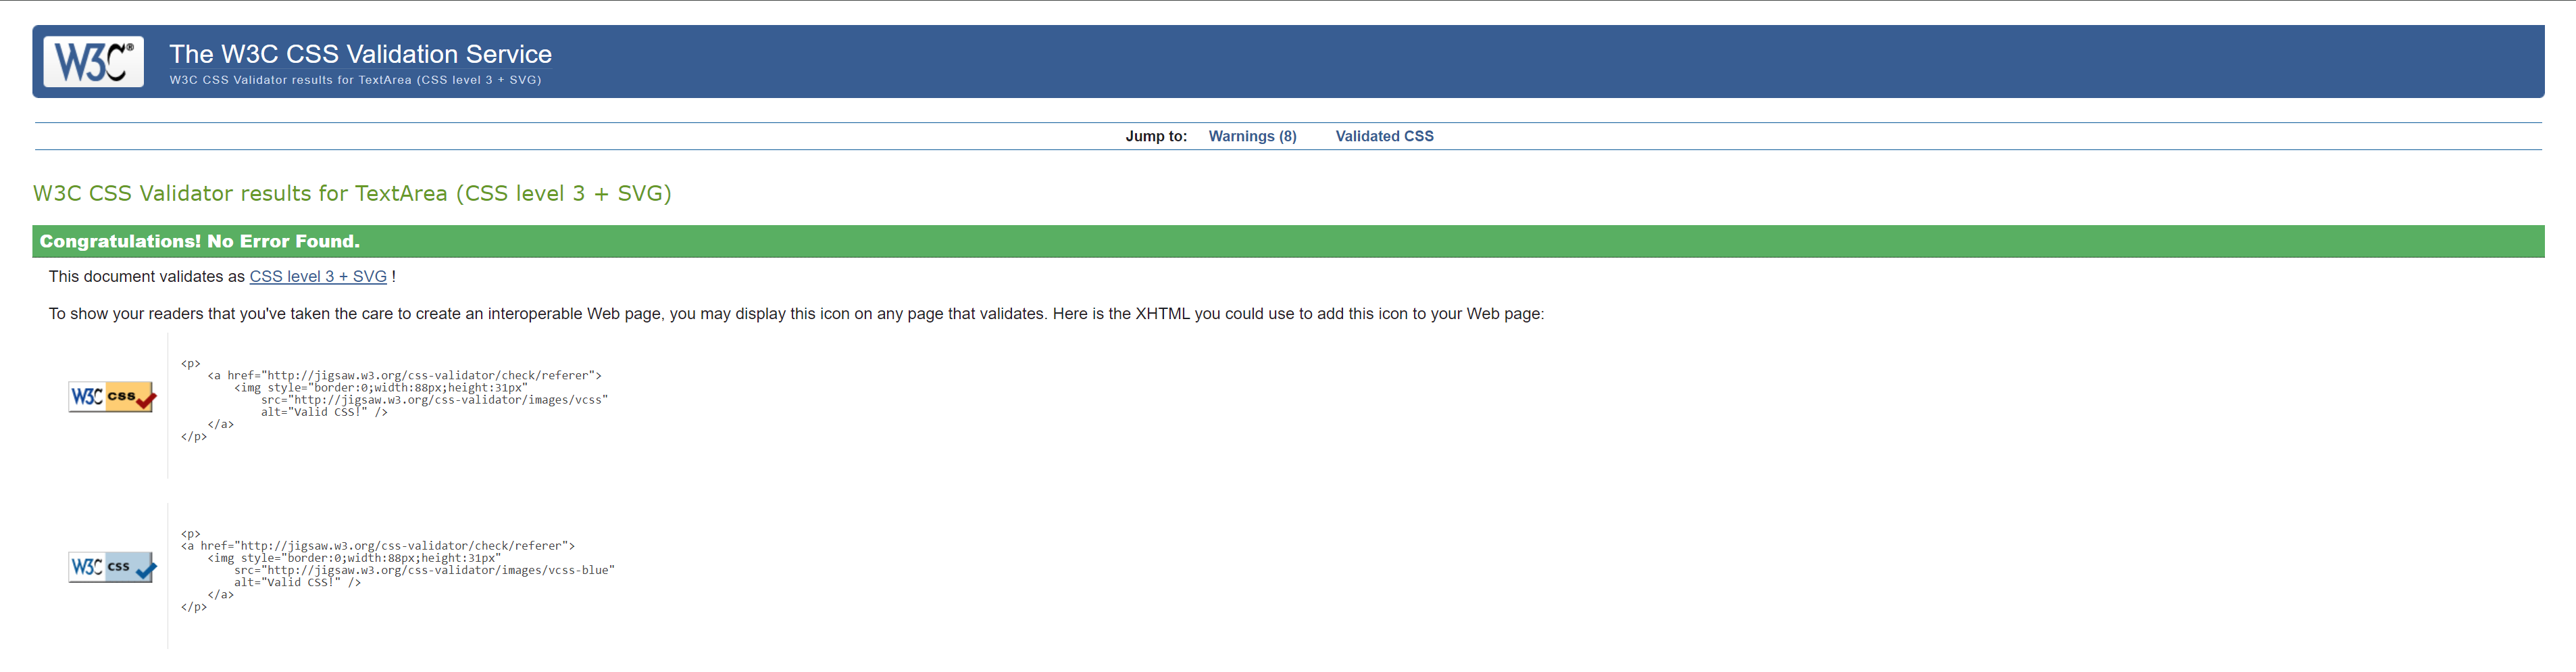 W3C®
The W3C CSS Validation Service
W3C CSS Validator results for TextArea (CSS level 3 + SVG)
Jump to: Warnings (8) Validated CSS
W3C CSS Validator results for TextArea (CSS level 3 + SVG)
Congratulations! No Error Found.
This document validates as CSS level 3 + SVG !
To show your readers that you've taken the care to create an interoperable Web page, you may display this icon on any page that validates. Here is the XHTML you could use to add this icon to your Web page:
W3C css
<p>
    <a href="http://jigsaw.w3.org/css-validator/check/referer">
        <img style="border:0;width:88px;height:31px"
            src="http://jigsaw.w3.org/css-validator/images/vcss"
            alt="Valid CSS!" />
    </a>
</p>
W3C css
<p>
<a href="http://jigsaw.w3.org/css-validator/check/referer">
    <img style="border:0;width:88px;height:31px"
        src="http://jigsaw.w3.org/css-validator/images/vcss-blue"
        alt="Valid CSS!" />
    </a>
</p>